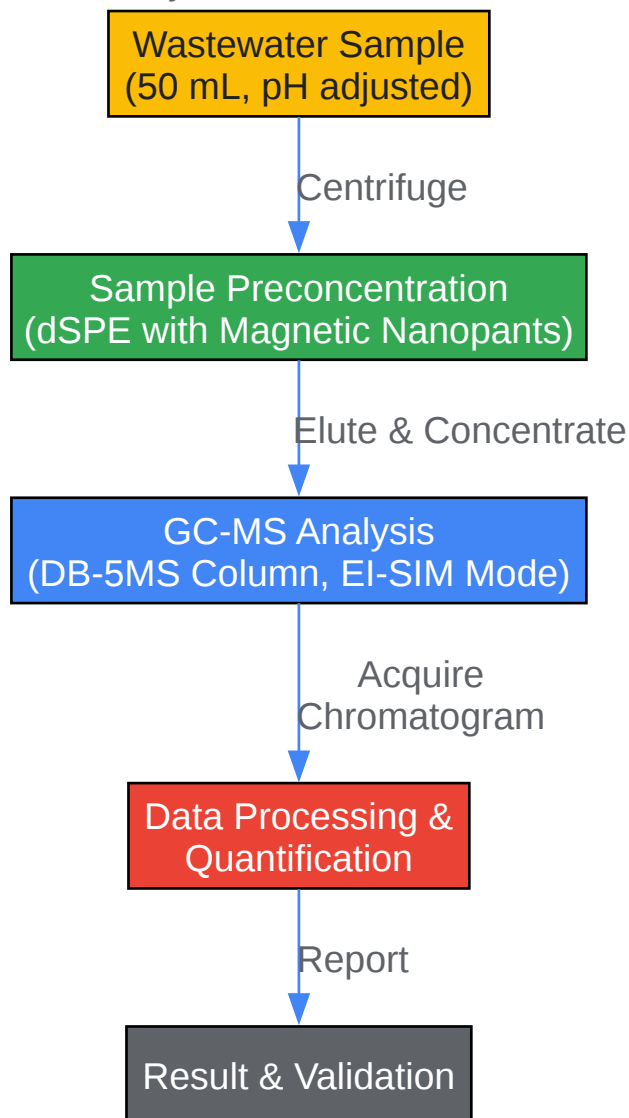 Wastewater Sample
(50 mL, pH adjusted)
Centrifuge
Sample Preconcentration
(dSPE with Magnetic Nanopants)
Elute & Concentrate
GC-MS Analysis
(DB-5MS Column, EI-SIM Mode)
Acquire
Chromatogram
Data Processing &
Quantification
Report
Result & Validation